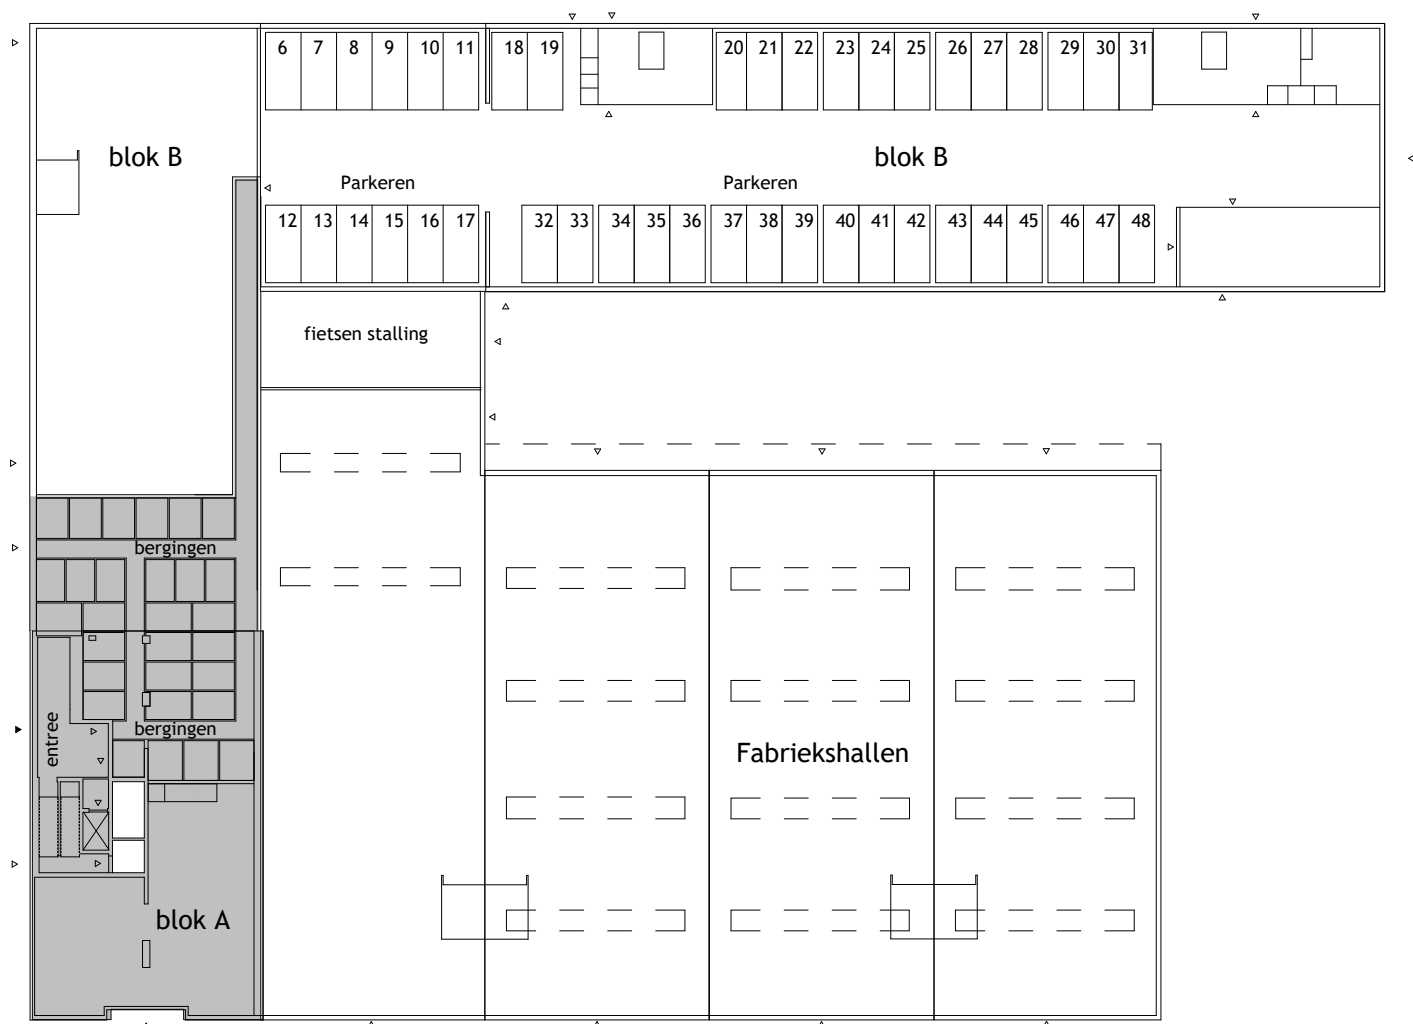 6 7 8 9 10 11 18 19 20 21 22 23 24 25 26 27 28 29 30 31
blok B
blok B
Parkeren
Parkeren
12 13 14 15 16 17 32 33 34 35 36 37 38 39 40 41 42 43 44 45 46 47 48
fietsen stalling
bergingen
bergingen
entree
Fabriekshallen
blok A